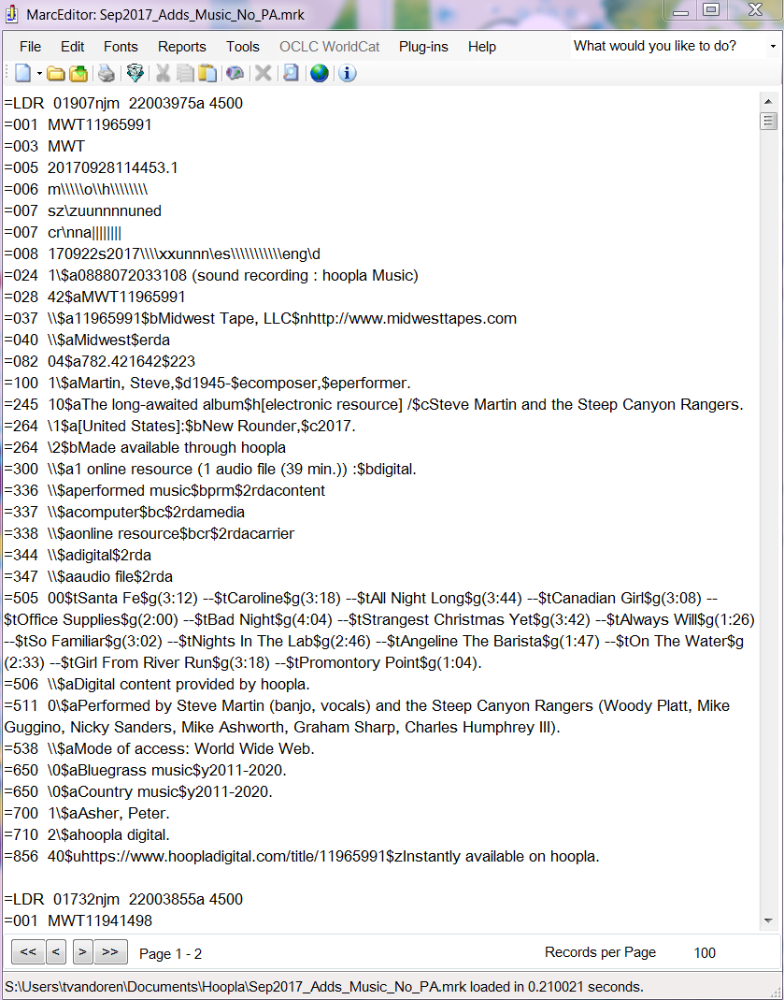 MarcEditor: Sep2017_Adds_Music_No_PA.mrk
File Edit Fonts Reports Tools OCLC WorldCat Plug-ins Help What would you like to do?
=LDR  01907njm  22003975a 4500
=001  MWT11965991
=003  MWT
=005  20170928114453.1
=006  m\\\\\o\\h\\\\\\\\
=007  sz\zuunnnnuned
=007  cr\nna||||||||
=008  170922s2017\\\\xxunnn\es\\\\\\\\\\\eng\d
=024  1\$a0888072033108 (sound recording : hoopla Music)
=028  42$aMWT11965991
=037  \\$a11965991$bMidwest Tape, LLC$nhttp://www.midwesttapes.com
=040  \\$aMidwest$erda
=082  04$a782.421642$223
=100  1\$aMartin, Steve,$d1945-$ecomposer,$eperformer.
=245  10$aThe long-awaited album$h[electronic resource] /$cSteve Martin and the Steep Canyon Rangers.
=264  \1$a[United States]:$bNew Rounder,$c2017.
=264  \2$bMade available through hoopla
=300  \\$a1 online resource (1 audio file (39 min.)) :$bdigital.
=336  \\$aperformed music$bprm$2rdacontent
=337  \\$acomputer$bc$2rdamedia
=338  \\$aonline resource$bcr$2rdacarrier
=344  \\$adigital$2rda
=347  \\$aaudio file$2rda
=505  00$tSanta Fe$g(3:12) --$tCaroline$g(3:18) --$tAll Night Long$g(3:44) --$tCanadian Girl$g(3:08) --
$tOffice Supplies$g(2:00) --$tBad Night$g(4:04) --$tStrangest Christmas Yet$g(3:42) --$tAlways Will$g(1:26)
--$tSo Familiar$g(3:02) --$tNights In The Lab$g(2:46) --$tAngeline The Barista$g(1:47) --$tOn The Water$g
(2:33) --$tGirl From River Run$g(3:18) --$tPromontory Point$g(1:04).
=506  \\$aDigital content provided by hoopla.
=511  0\$aPerformed by Steve Martin (banjo, vocals) and the Steep Canyon Rangers (Woody Platt, Mike
Guggino, Nicky Sanders, Mike Ashworth, Graham Sharp, Charles Humphrey III).
=538  \\$aMode of access: World Wide Web.
=650  \0$aBluegrass music$y2011-2020.
=650  \0$aCountry music$y2011-2020.
=700  1\$aAsher, Peter.
=710  2\$ahoopla digital.
=856  40$uhttps://www.hoopladigital.com/title/11965991$zInstantly available on hoopla.
=LDR  01732njm  22003855a 4500
=001  MWT11941498
<< < > >> Page 1 - 2 Records per Page 100
S:\Users\tvandoren\Documents\Hoopla\Sep2017_Adds_Music_No_PA.mrk loaded in 0.210021 seconds.